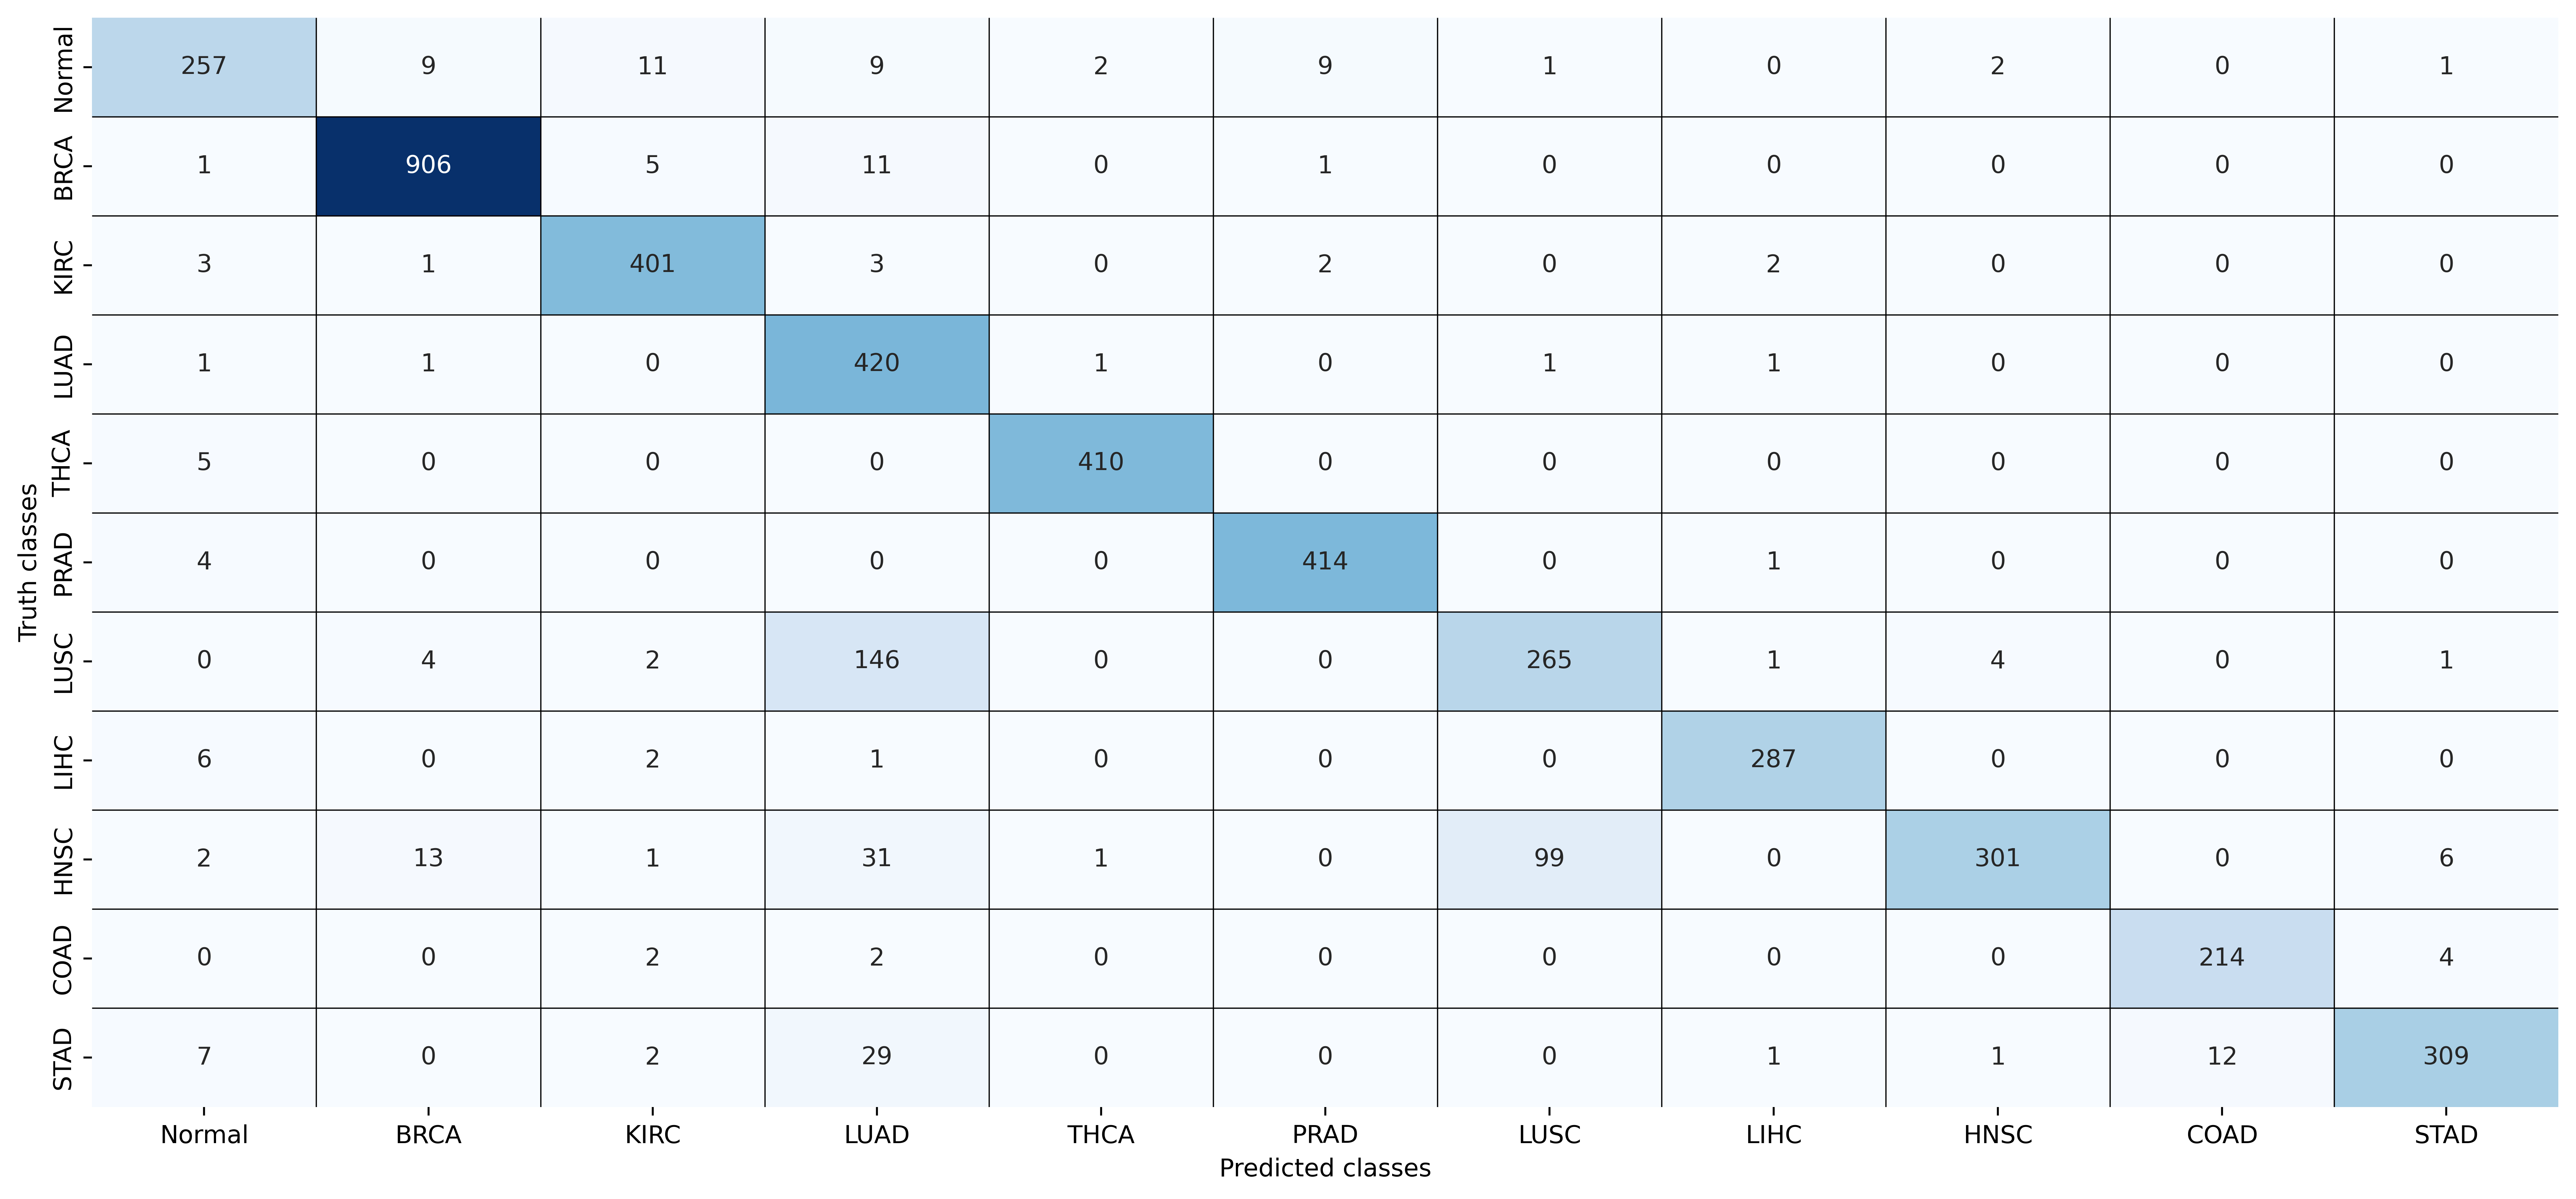 Truth classes
Normal 257 9 11 9 2 9 1 0 2 0 1
BRCA 1 906 5 11 0 1 0 0 0 0 0
KIRC 3 1 401 3 0 2 0 2 0 0 0
LUAD 1 1 0 420 1 0 1 1 0 0 0
THCA 5 0 0 0 410 0 0 0 0 0 0
PRAD 4 0 0 0 0 414 0 1 0 0 0
LUSC 0 4 2 146 0 0 265 1 4 0 1
LIHC 6 0 2 1 0 0 0 287 0 0 0
HNSC 2 13 1 31 1 0 99 0 301 0 6
COAD 0 0 2 2 0 0 0 0 0 214 4
STAD 7 0 2 29 0 0 0 1 1 12 309
Normal BRCA KIRC LUAD THCA PRAD LUSC LIHC HNSC COAD STAD
Predicted classes